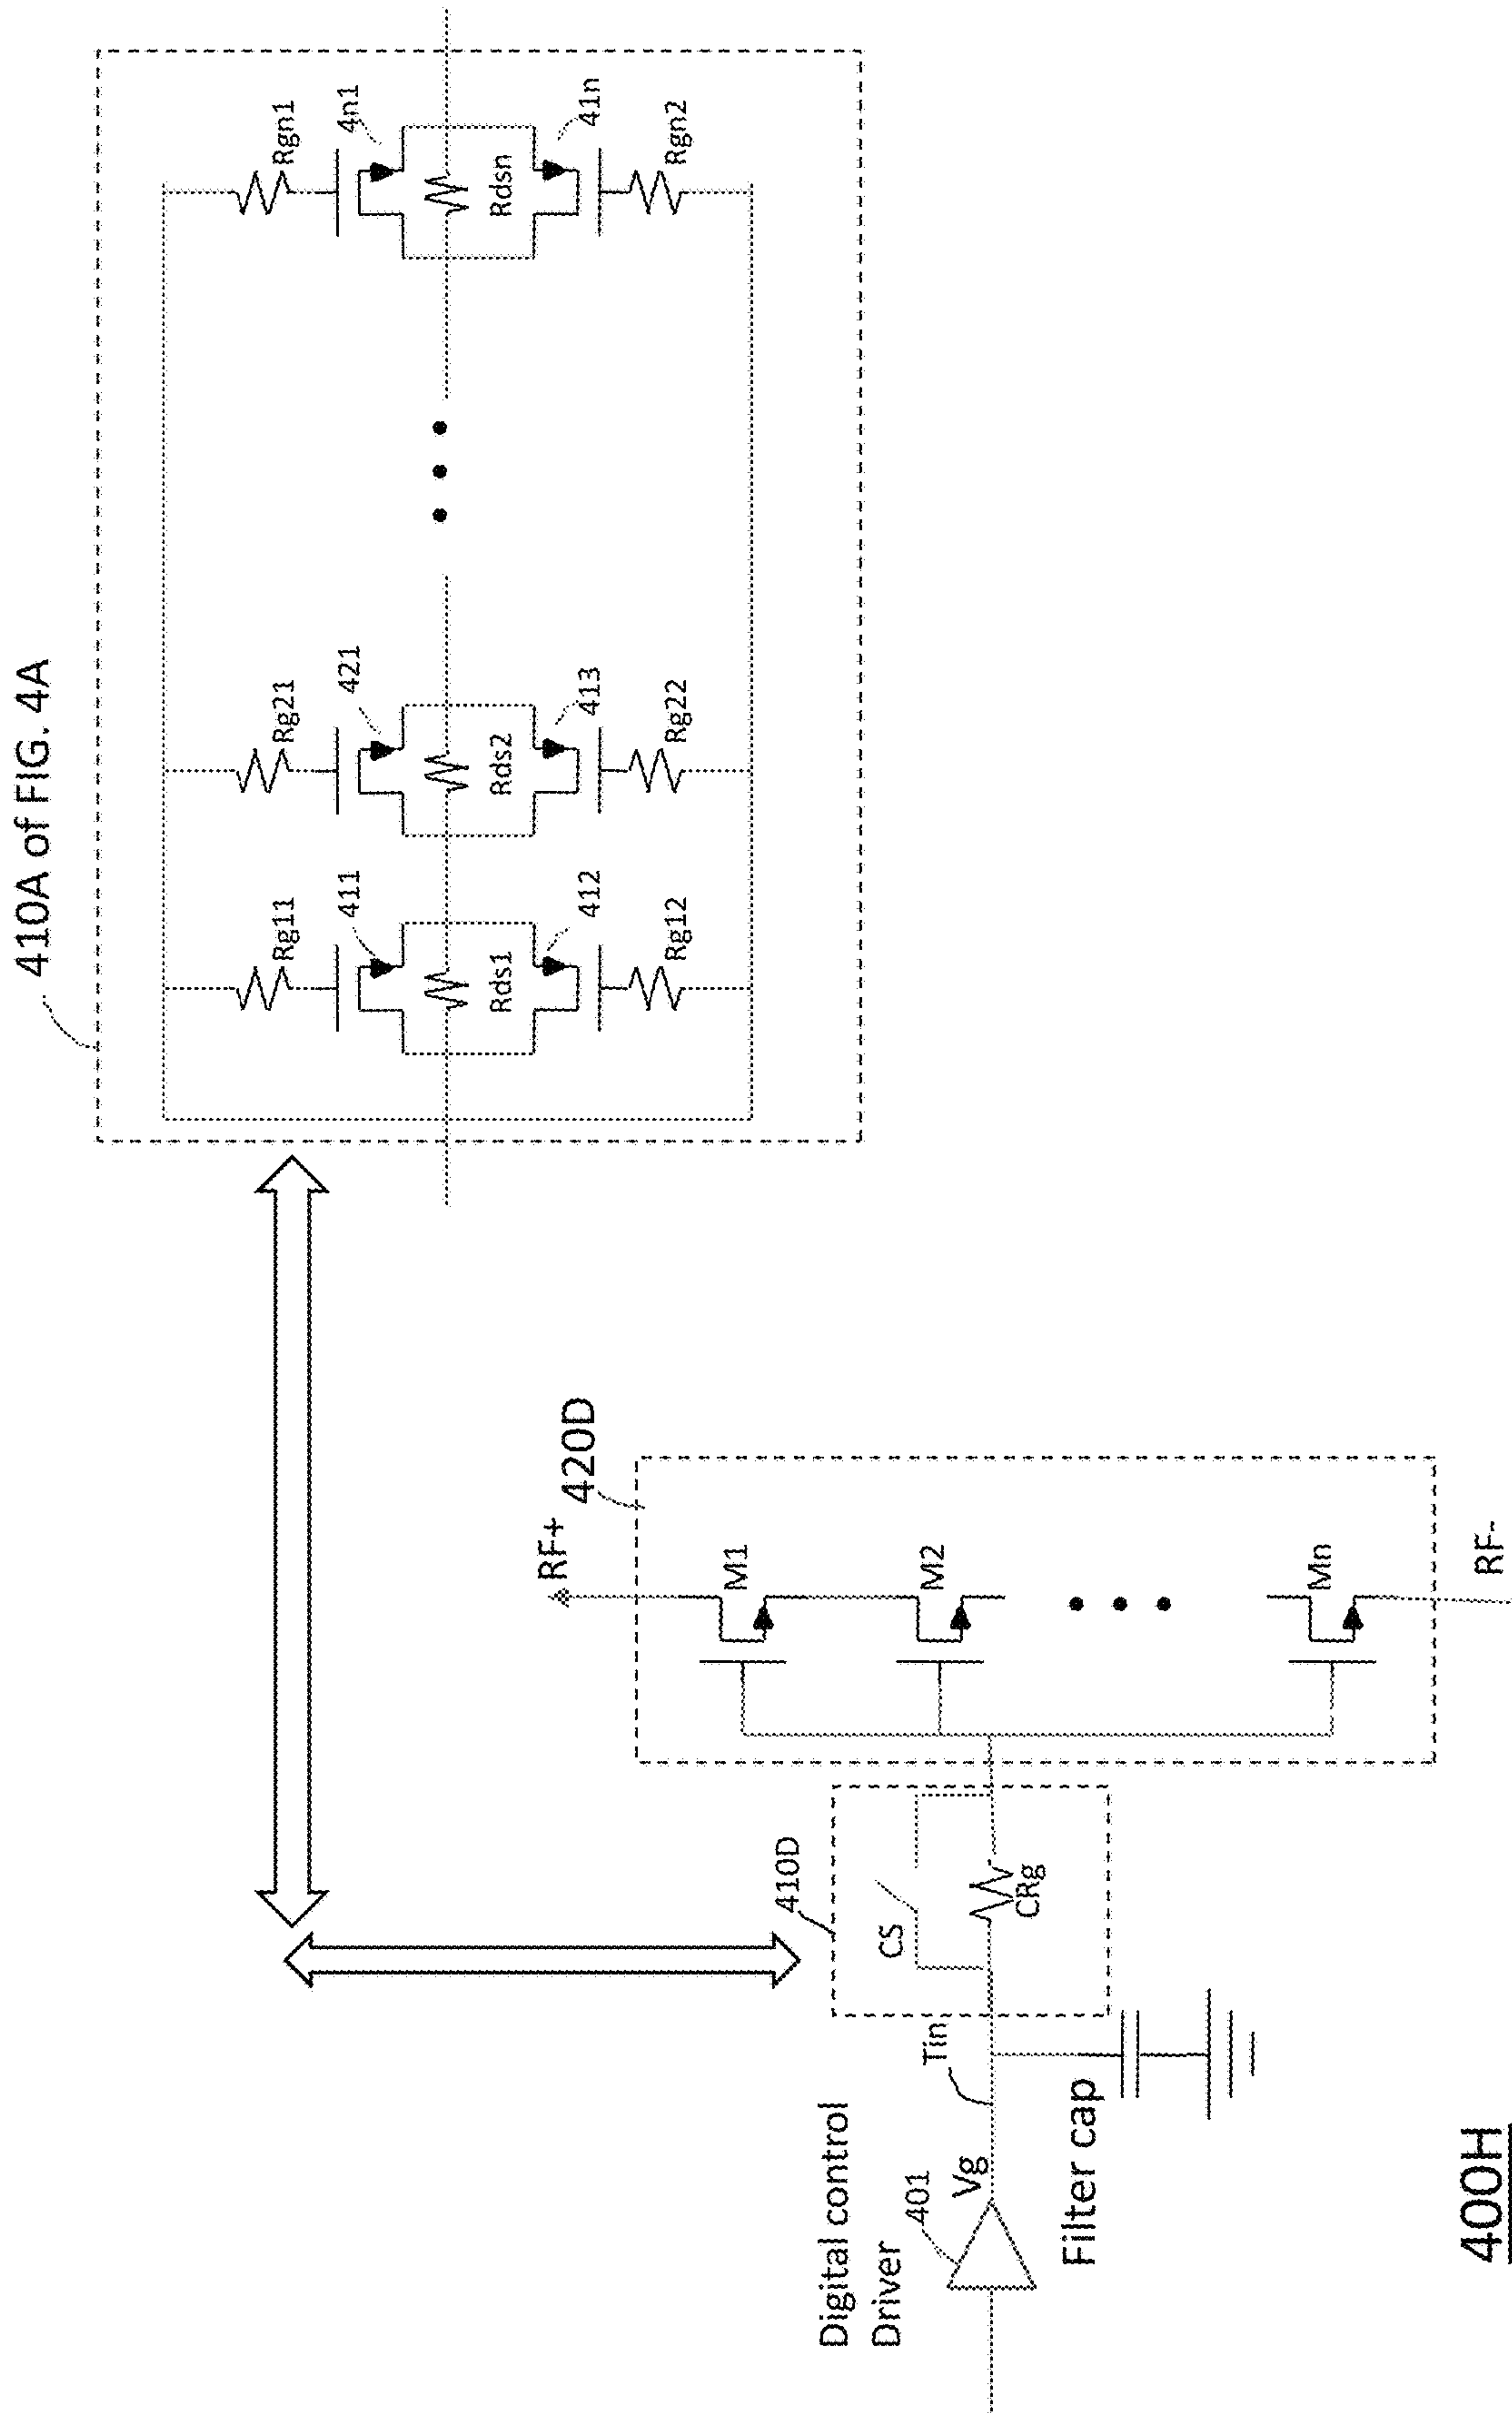 410A of FIG. 4A
Rg11
Rg21
Rgn1
411
421
4n1
Rds1
Rds2
Rdsn
412
413
41n
Rg12
Rg22
Rgn2
RF+
420D
M1
M2
Mn
RF-
410D
CS
CRg
Tin
Digital control
Driver
401
Vg
Filter cap
400H